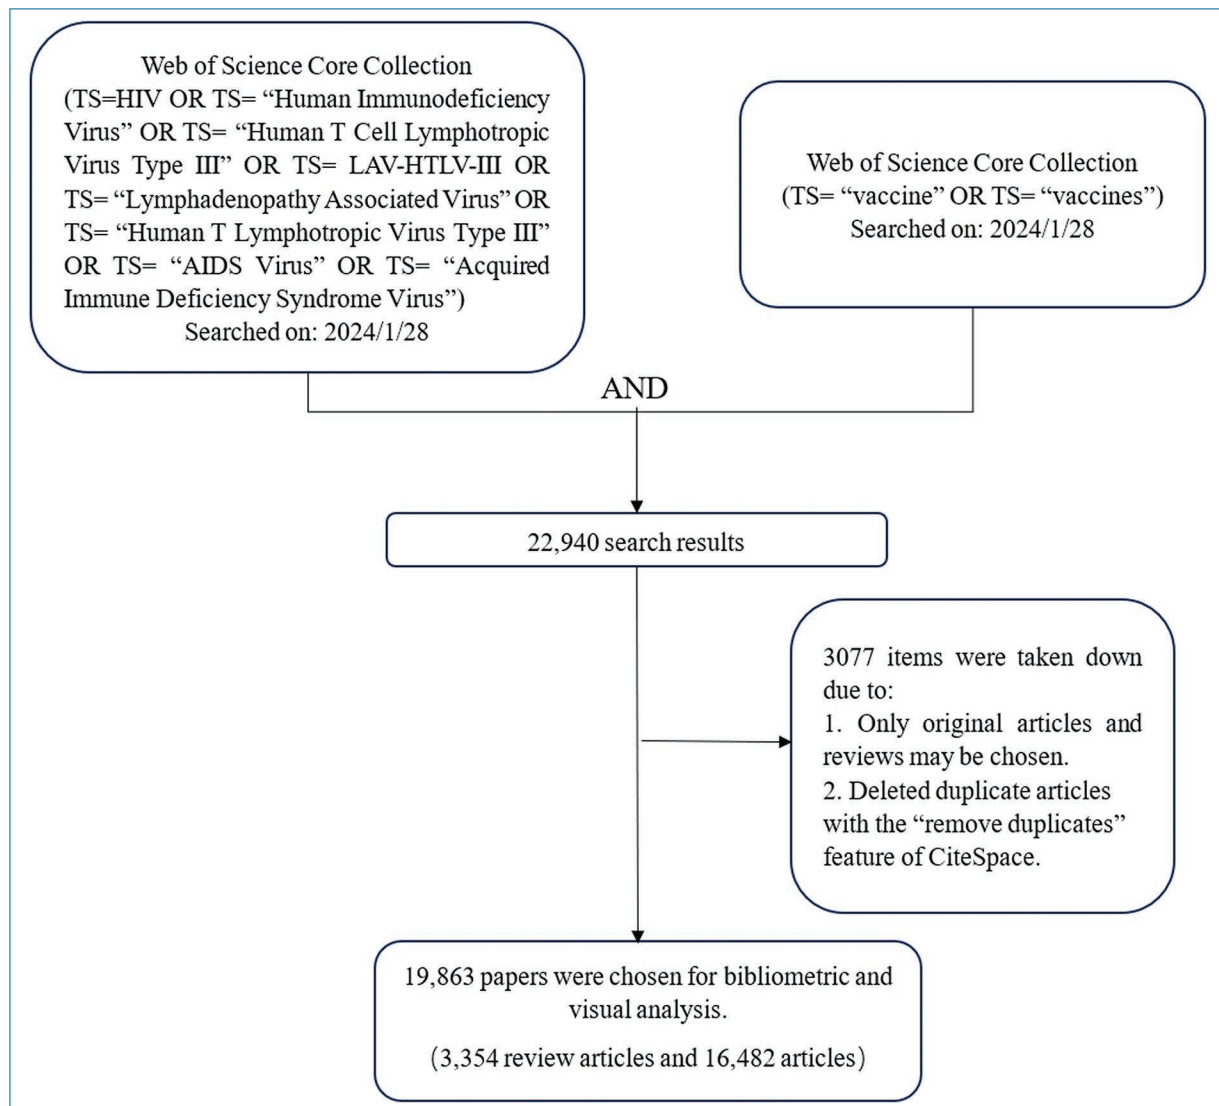 Web of Science Core Collection
(TS=HIV OR TS= “Human Immunodeficiency
Virus” OR TS= “Human T Cell Lymphotropic
Virus Type III” OR TS= LAV-HTLV-III OR
TS= “Lymphadenopathy Associated Virus” OR
TS= “Human T Lymphotropic Virus Type III”
OR TS= “AIDS Virus” OR TS= “Acquired
Immune Deficiency Syndrome Virus”)
Searched on: 2024/1/28
Web of Science Core Collection
(TS= “vaccine” OR TS= “vaccines”)
Searched on: 2024/1/28
AND
22,940 search results
3077 items were taken down
due to:
1. Only original articles and
reviews may be chosen.
2. Deleted duplicate articles
with the “remove duplicates”
feature of CiteSpace.
19,863 papers were chosen for bibliometric and
visual analysis.
(3,354 review articles and 16,482 articles)